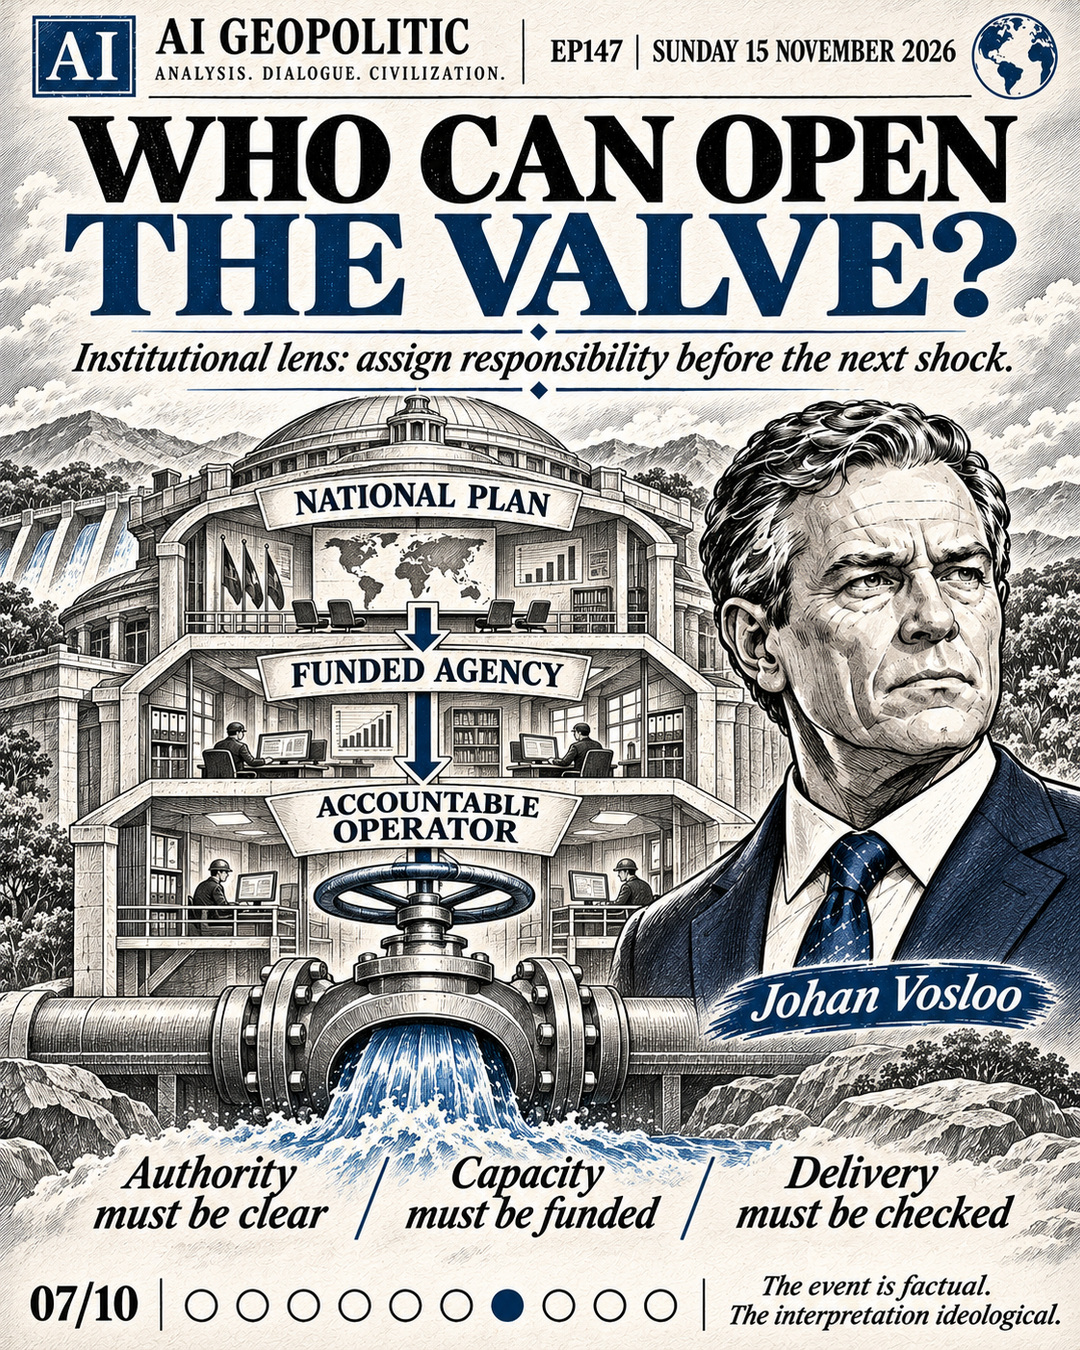 AI
AI GEOPOLITIC
ANALYSIS. DIALOGUE. CIVILIZATION.
EP147
SUNDAY 15 NOVEMBER 2026
WHO CAN OPEN
THE VALVE?
Institutional lens: assign responsibility before the next shock.
NATIONAL PLAN
FUNDED AGENCY
ACCOUNTABLE
OPERATOR
Johan Vosloo
Authority
must be clear
Capacity
must be funded
Delivery
must be checked
07/10
The event is factual.
The interpretation ideological.